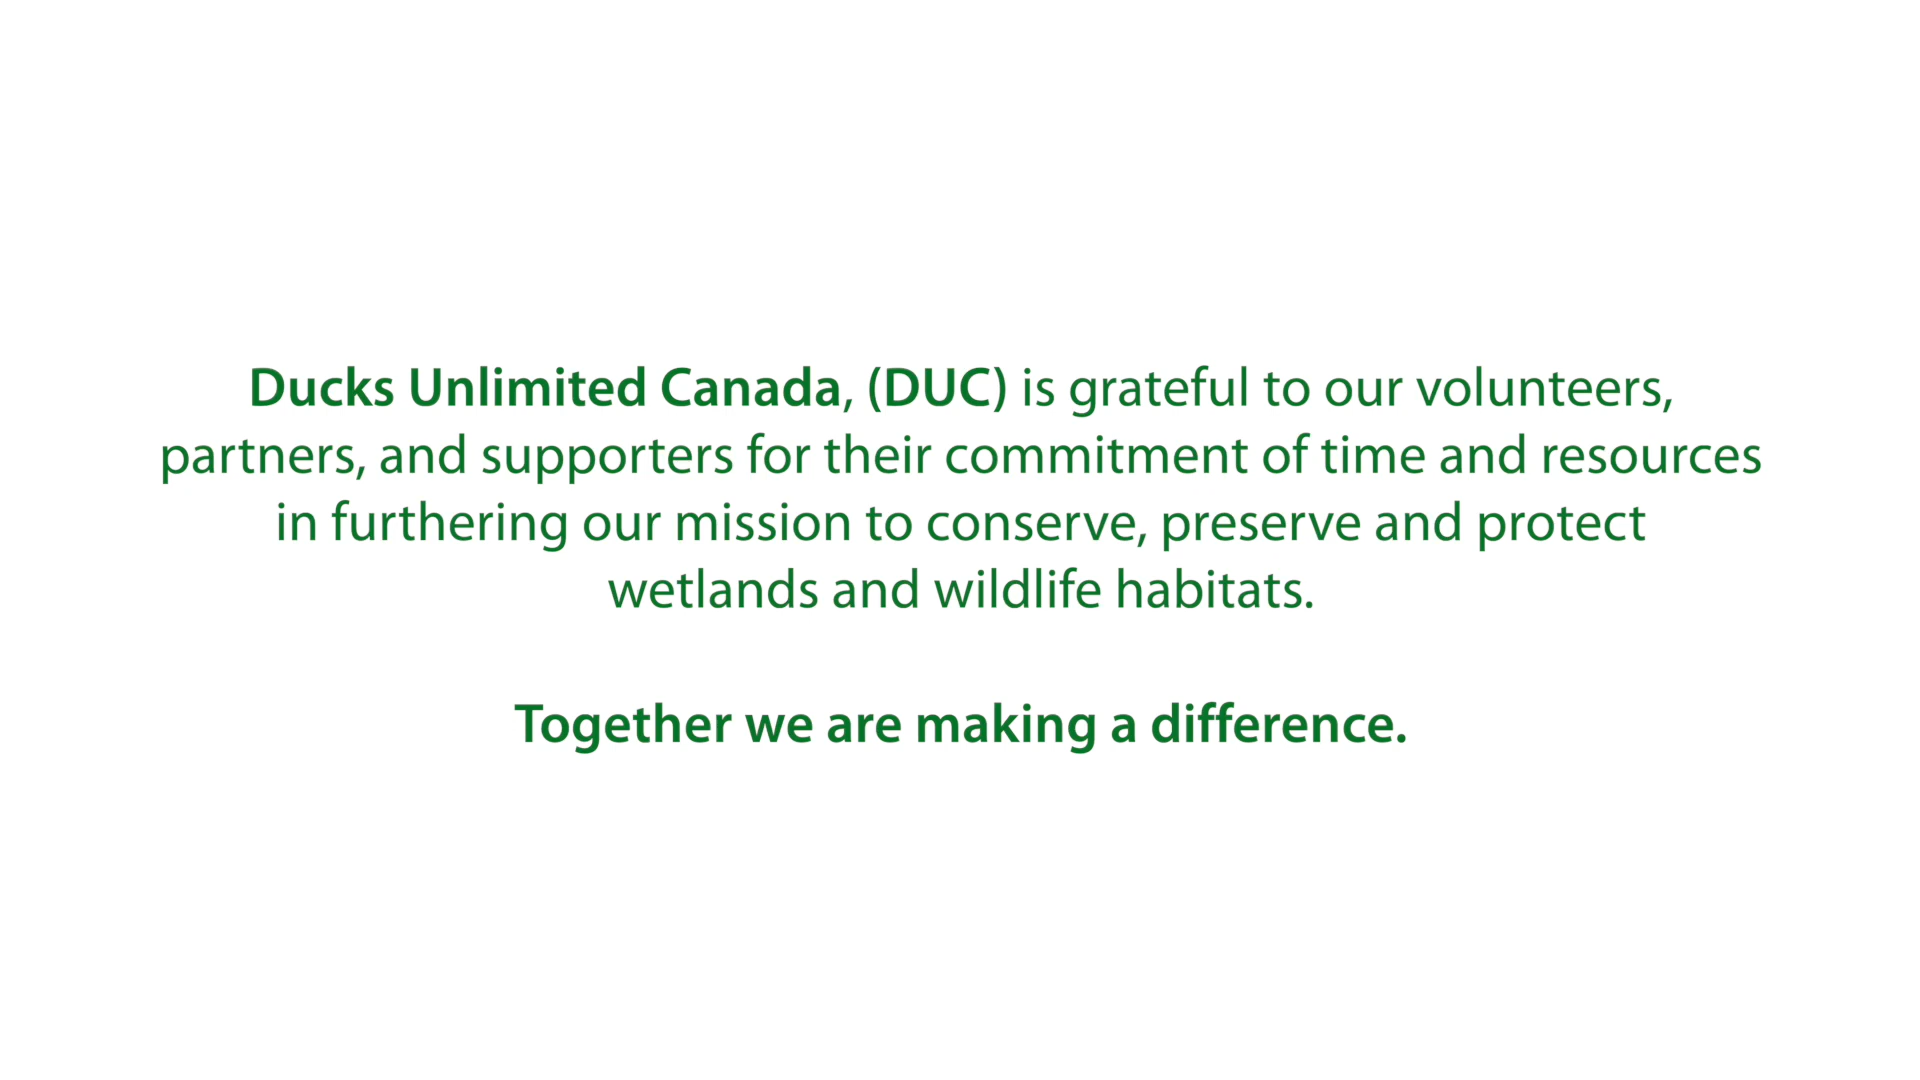 Ducks Unlimited Canada, (DUC) is grateful to our volunteers,
partners, and supporters for their commitment of time and resources
in furthering our mission to conserve, preserve and protect
wetlands and wildlife habitats.
Together we are making a difference.